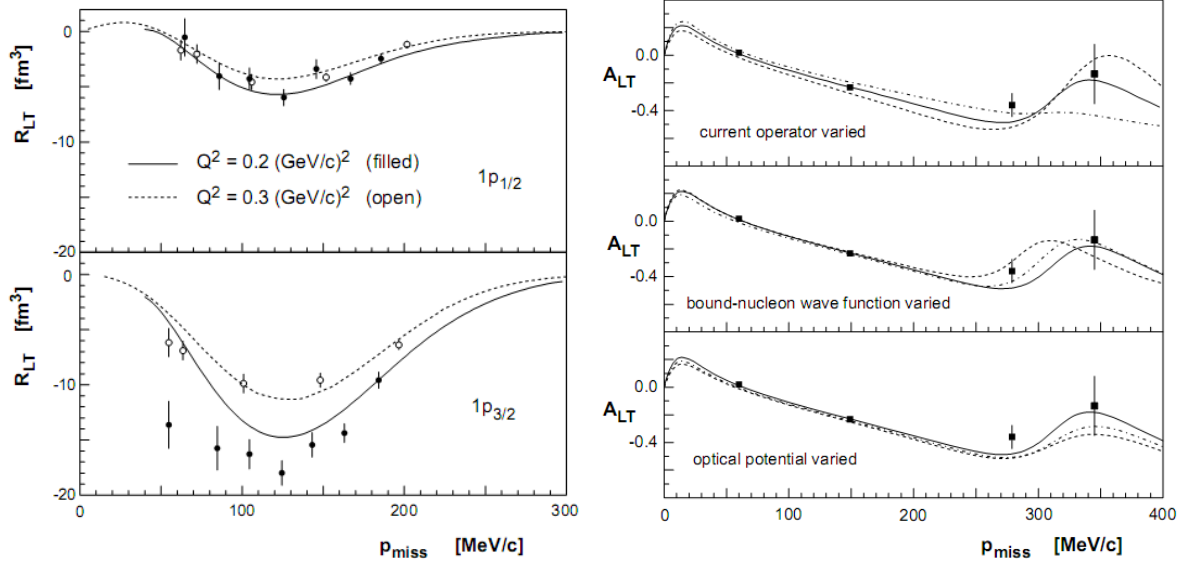 0
-10
-20
R_LT [fm³]
Q² = 0.2 (GeV/c)² (filled)
Q² = 0.3 (GeV/c)² (open)
1p_1/2
0
-10
-20
R_LT [fm³]
1p_3/2
0 100 200 300
p_miss [MeV/c]
0.0
-0.4
A_LT
current operator varied
0.0
-0.4
A_LT
bound-nucleon wave function varied
0.0
-0.4
A_LT
optical potential varied
0 100 200 300 400
p_miss [MeV/c]